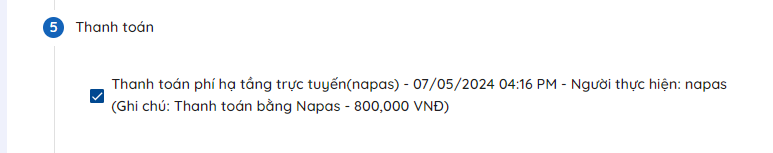 5 Thanh toán
Thanh toán phí hạ tầng trực tuyến(napas) - 07/05/2024 04:16 PM - Người thực hiện: napas
(Ghi chú: Thanh toán bằng Napas - 800,000 VNĐ)